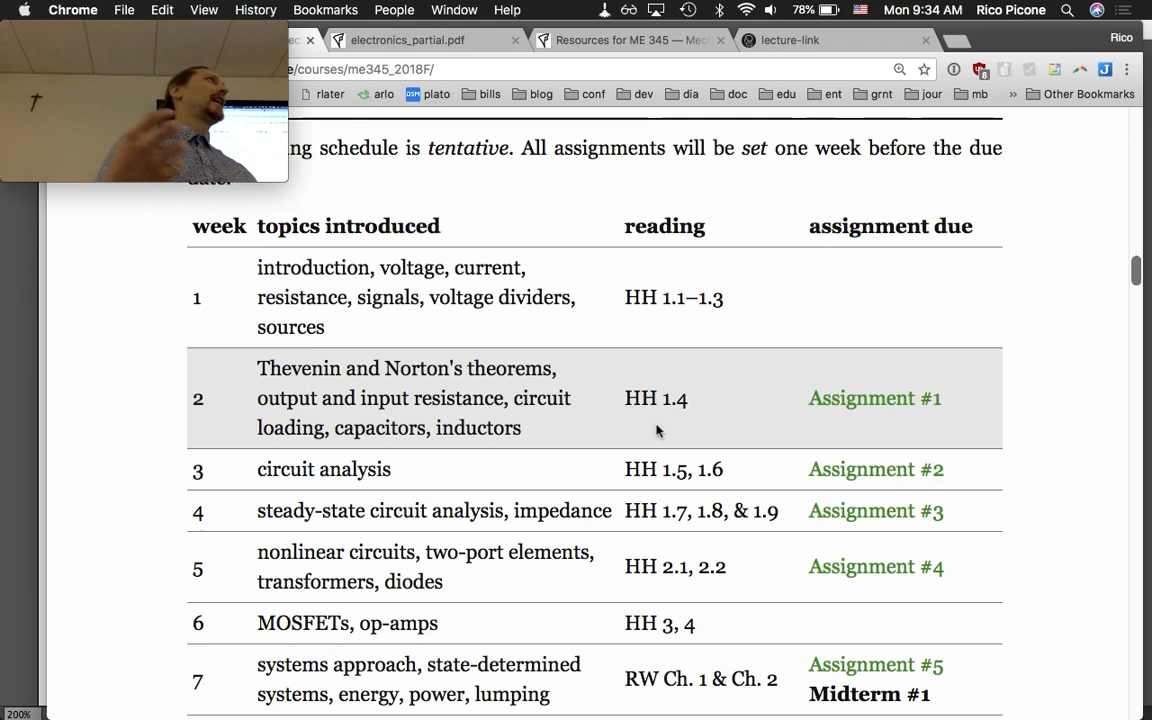 Chrome File Edit View History Bookmarks People Window Help 78% Mon 9:34 AM Rico Picone
electronics_partial.pdf Resources for ME 345 — Mec lecture-link Rico
e/courses/me345_2018F/ 8
rlater arlo DSM plato bills blog conf dev dia doc edu ent grnt jour mb » Other Bookmarks
ng schedule is tentative. All assignments will be set one week before the due
date.
week topics introduced reading assignment due
1 introduction, voltage, current, resistance, signals, voltage dividers, sources HH 1.1–1.3
2 Thevenin and Norton's theorems, output and input resistance, circuit loading, capacitors, inductors HH 1.4 Assignment #1
3 circuit analysis HH 1.5, 1.6 Assignment #2
4 steady-state circuit analysis, impedance HH 1.7, 1.8, & 1.9 Assignment #3
5 nonlinear circuits, two-port elements, transformers, diodes HH 2.1, 2.2 Assignment #4
6 MOSFETs, op-amps HH 3, 4
7 systems approach, state-determined systems, energy, power, lumping RW Ch. 1 & Ch. 2 Assignment #5 Midterm #1
200%